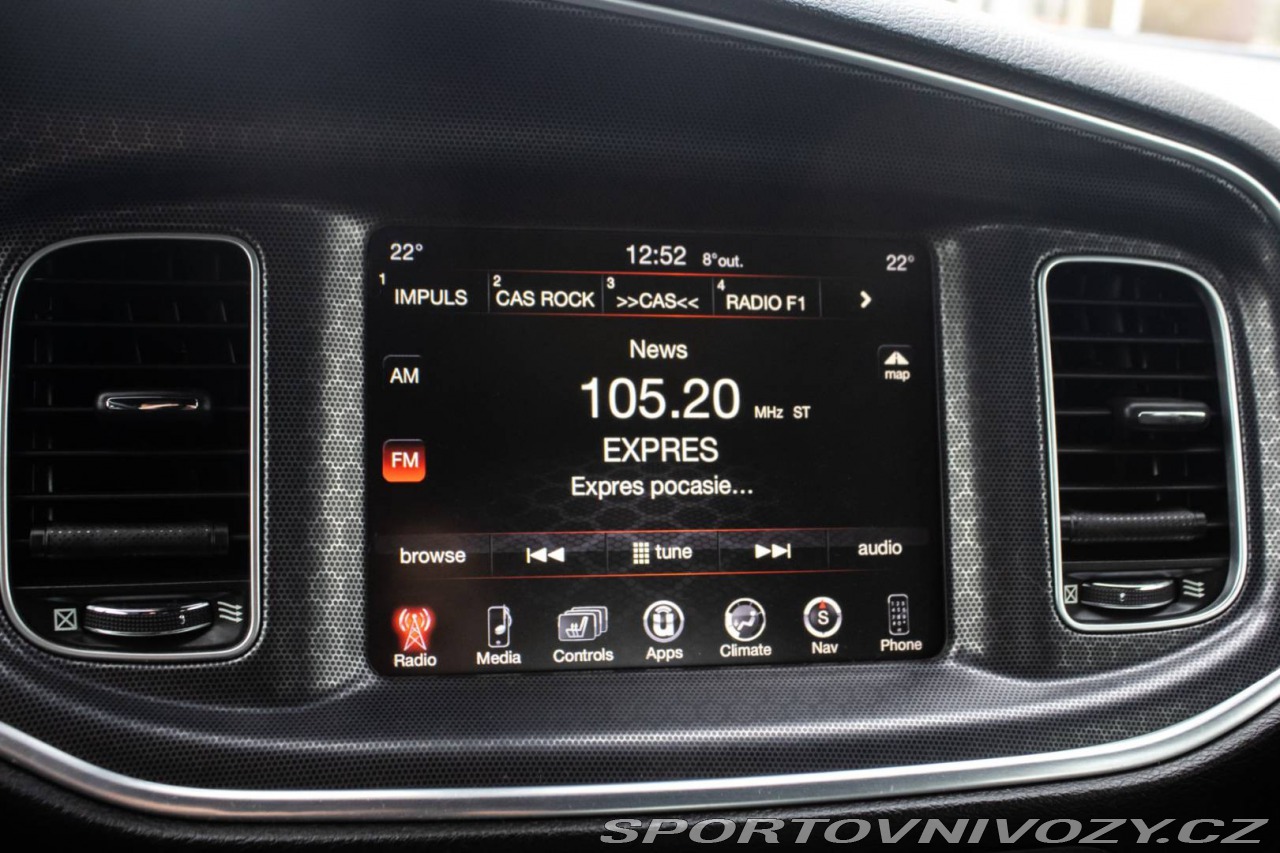 22° 12:52 8°out. 22°
1 IMPULS 2 CAS ROCK 3 >>CAS<< 4 RADIO F1
News
map
AM
105.20 MHz ST
EXPRES
FM
Expres pocasie...
browse tune audio
Radio Media Controls Apps Climate Nav Phone
S
SPORTOVNIVOZY.CZ